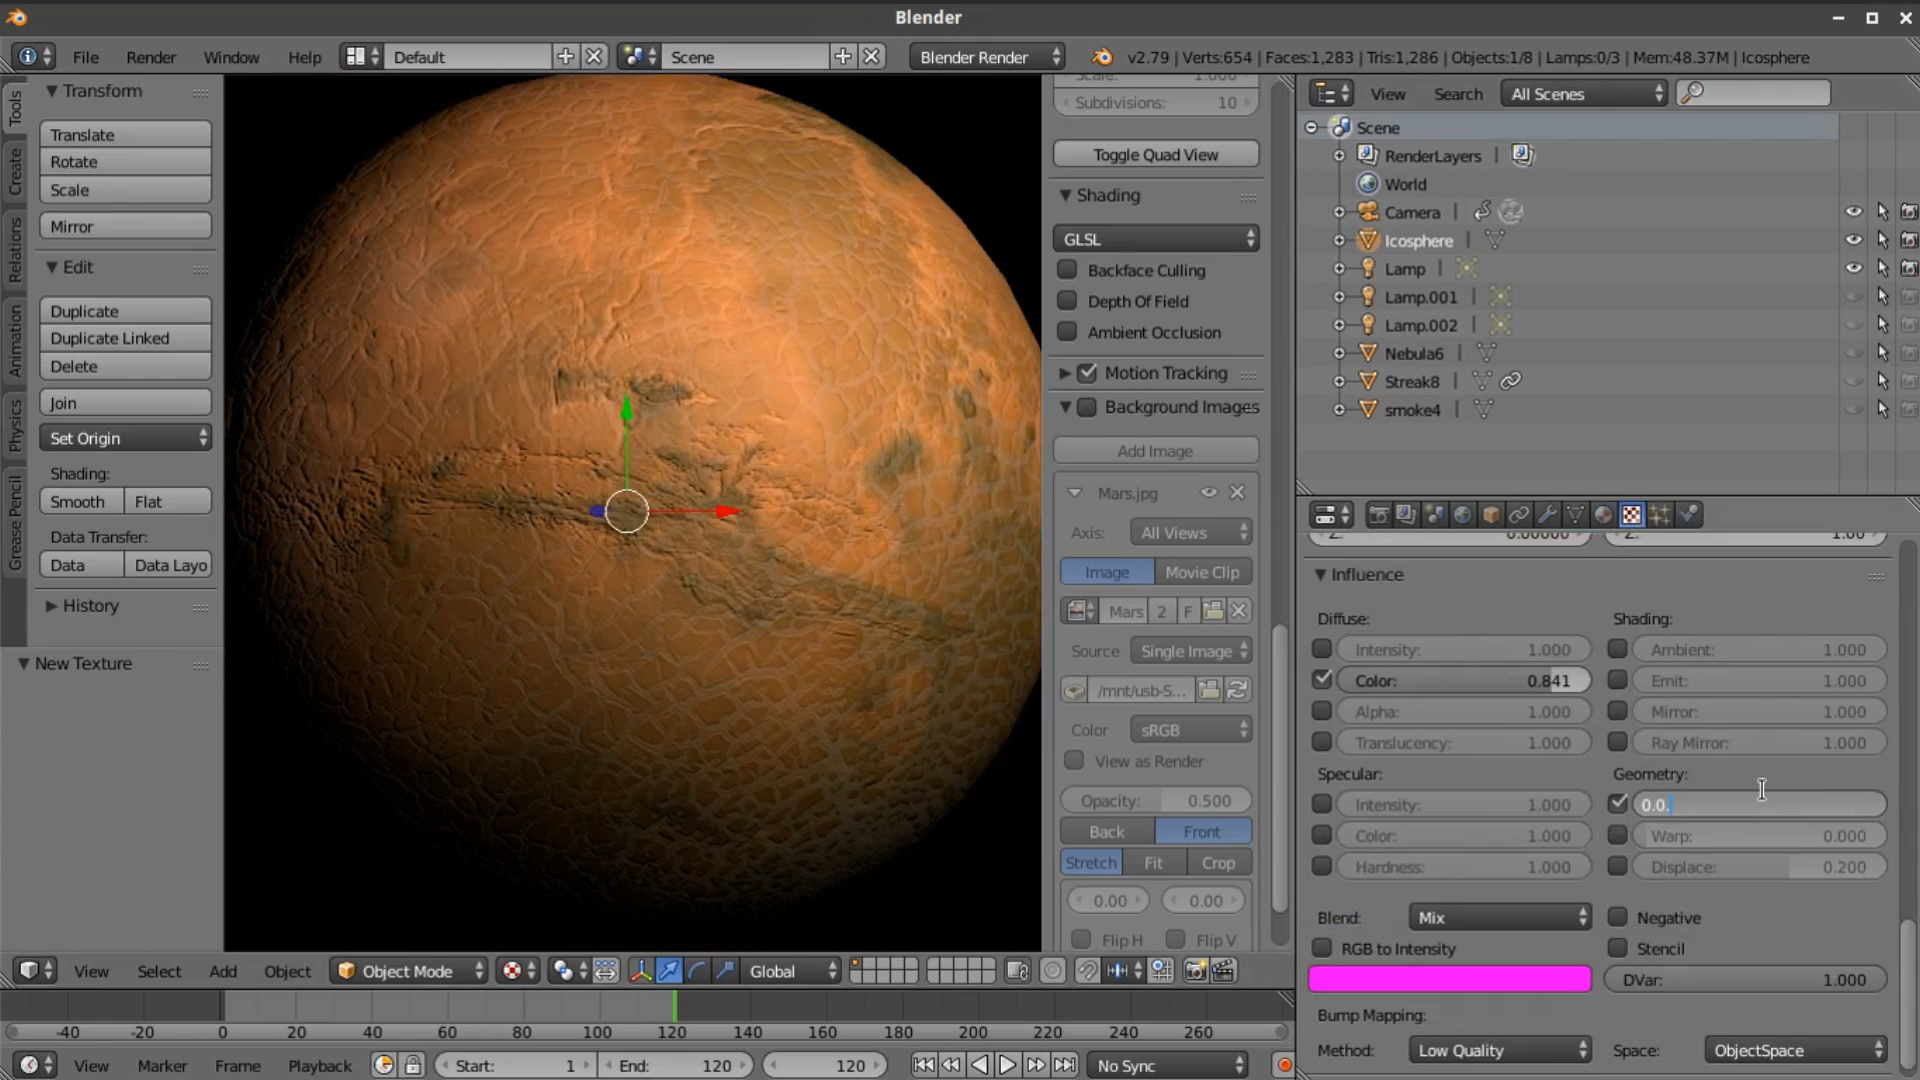 Blender
File Render Window Help Default Scene Blender Render v2.79 | Verts:654 | Faces:1,283 | Tris:1,286 | Objects:1/8 | Lamps:0/3 | Mem:48.37M | Icosphere
Tools
Create
Relations
Animation
Physics
Grease Pencil
Transform
Translate
Rotate
Scale
Mirror
Edit
Duplicate
Duplicate Linked
Delete
Join
Set Origin
Shading:
Smooth Flat
Data Transfer:
Data Data Layo
History
New Texture
Scale: 1.000
Subdivisions: 10
Toggle Quad View
Shading
GLSL
Backface Culling
Depth Of Field
Ambient Occlusion
Motion Tracking
Background Images
Add Image
Mars.jpg
Axis: All Views
Image Movie Clip
Mars 2 F
Source Single Image
/mnt/usb-S...
Color sRGB
View as Render
Opacity: 0.500
Back Front
Stretch Fit Crop
0.00 0.00
Flip H Flip V
View Search All Scenes
Scene
RenderLayers |
World
Camera |
Icosphere |
Lamp |
Lamp.001 |
Lamp.002 |
Nebula6 |
Streak8 |
smoke4 |
Z: 0.00000 Z: 1.00
Influence
Diffuse: Shading:
Intensity: 1.000 Ambient: 1.000
Color: 0.841 Emit: 1.000
Alpha: 1.000 Mirror: 1.000
Translucency: 1.000 Ray Mirror: 1.000
Specular: Geometry:
Intensity: 1.000 0.0.
Color: 1.000 Warp: 0.000
Hardness: 1.000 Displace: 0.200
Blend: Mix Negative
RGB to Intensity Stencil
DVar: 1.000
Bump Mapping:
Method: Low Quality Space: ObjectSpace
View Select Add Object Object Mode Global
-40 -20 0 20 40 60 80 100 120 140 160 180 200 220 240 260
View Marker Frame Playback Start: 1 End: 120 120 No Sync